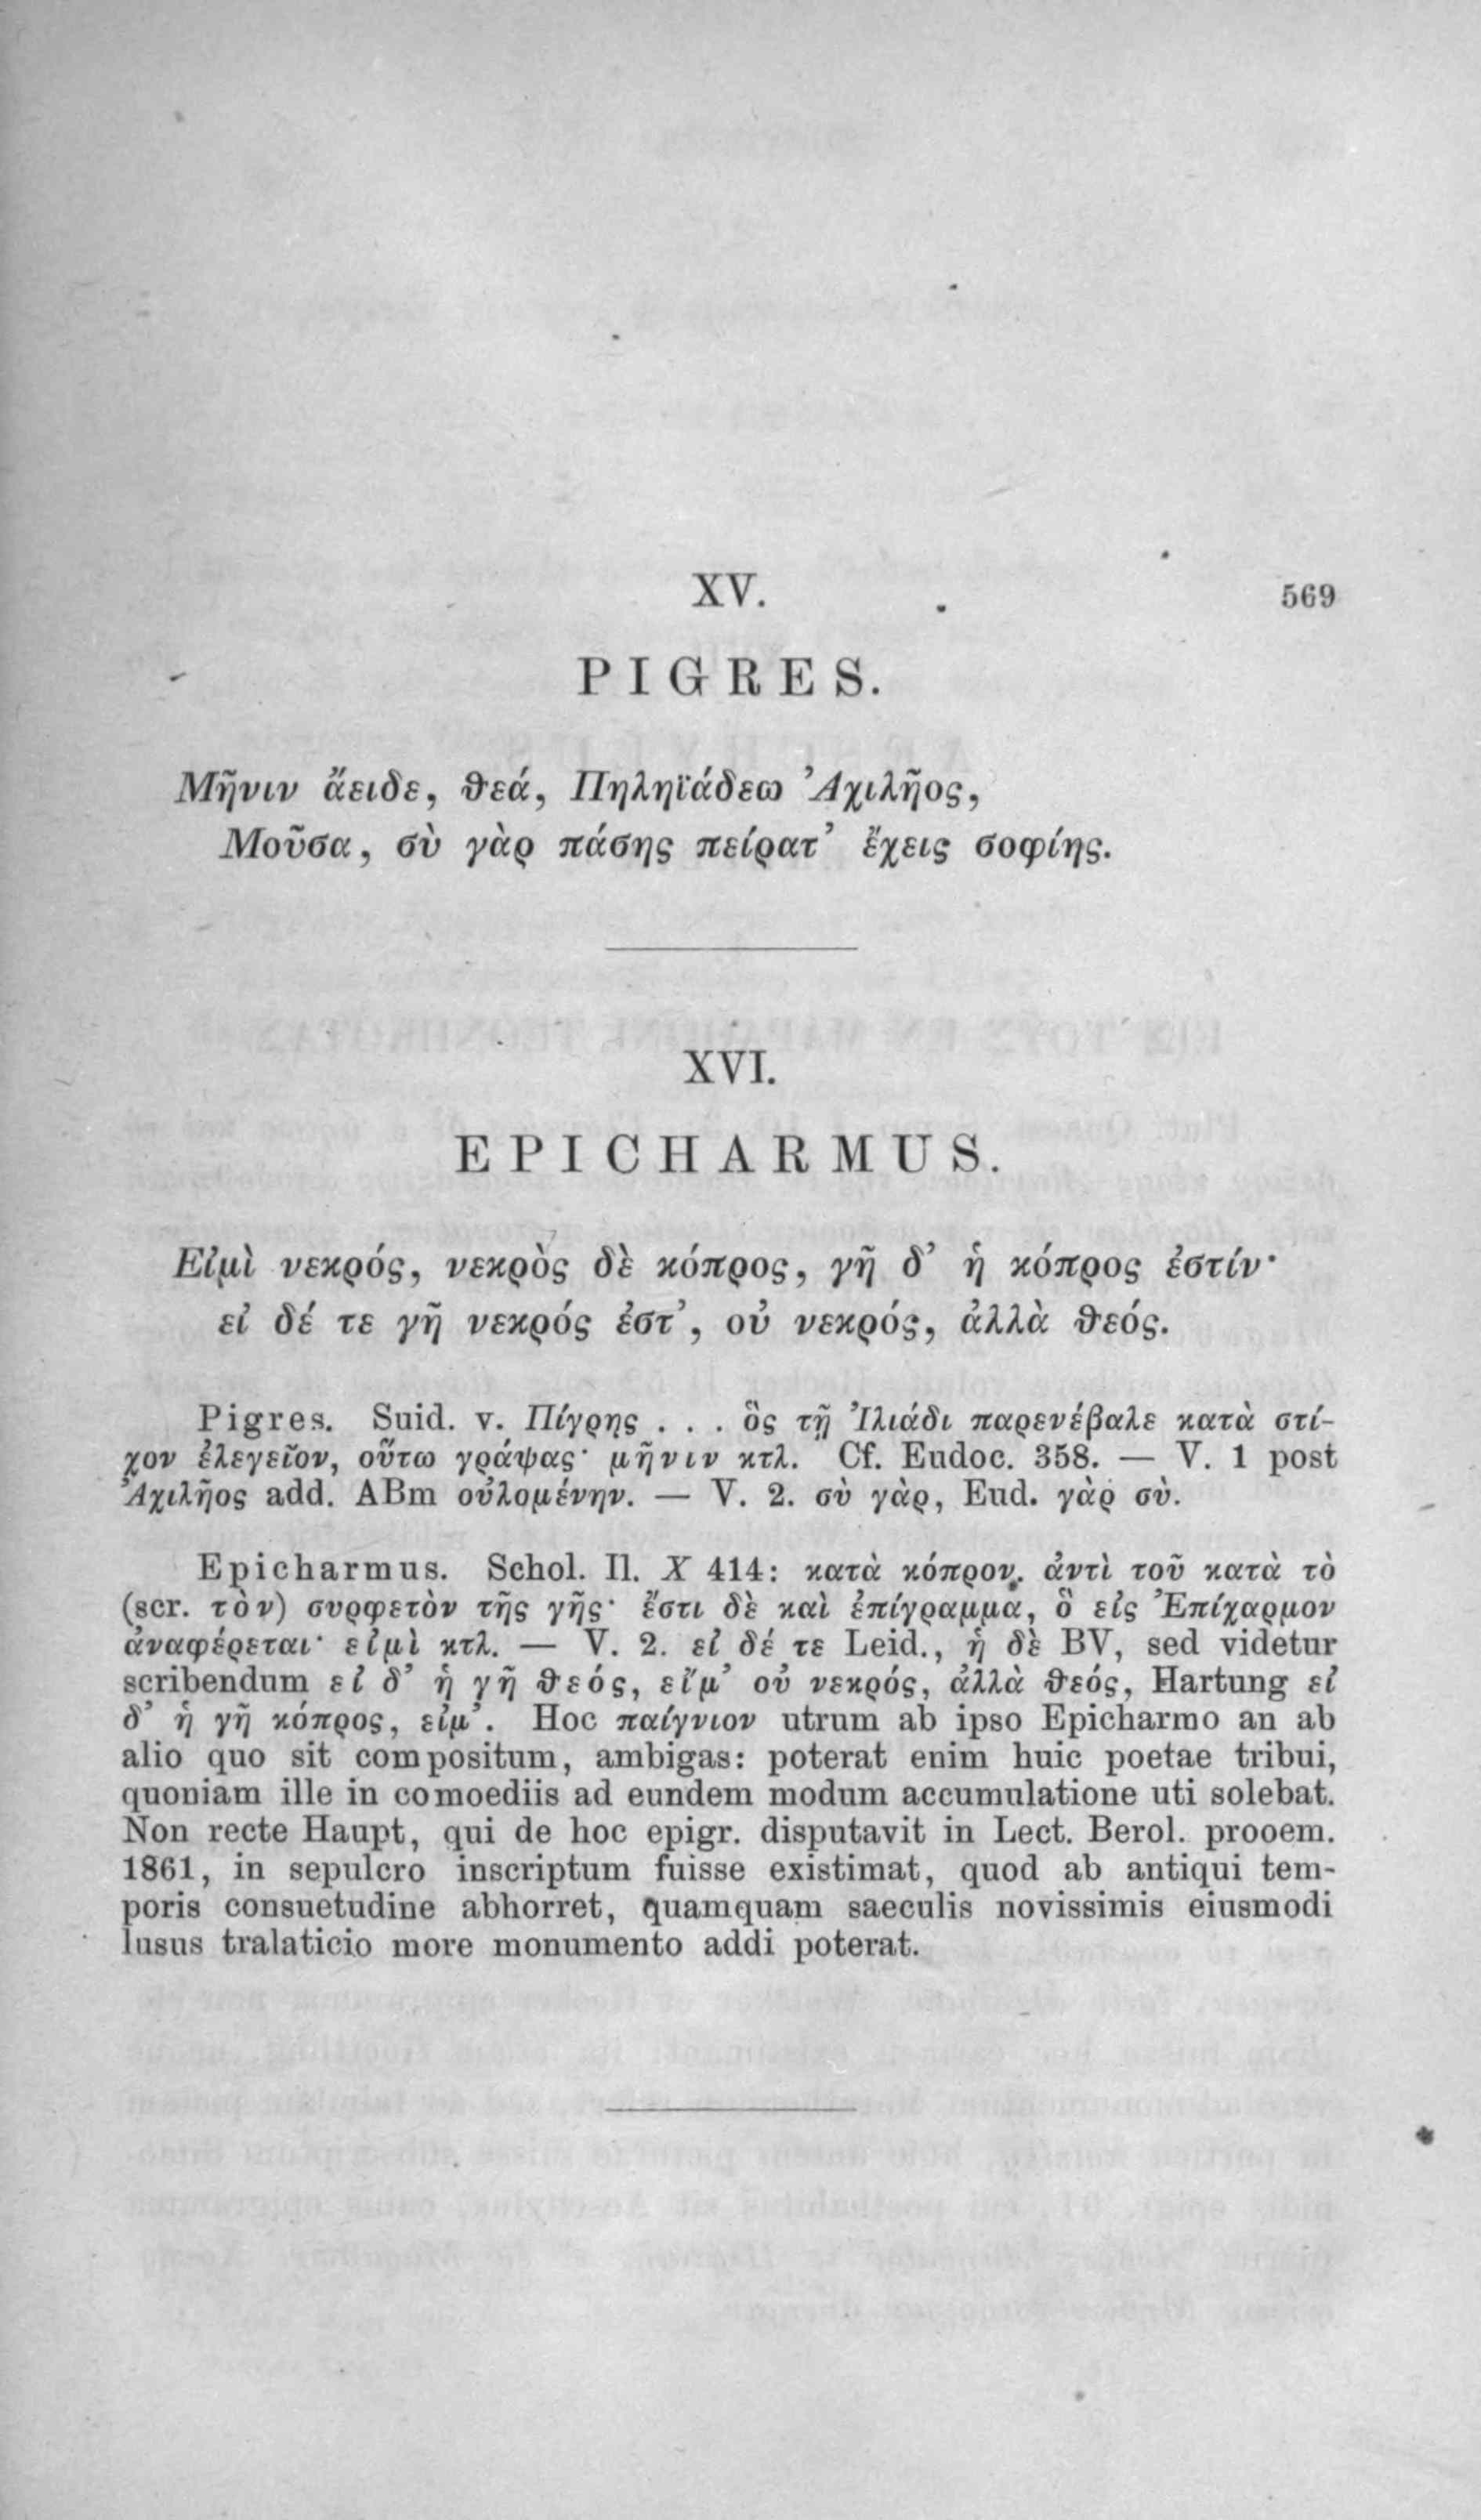 XV. 569
PIGRES.
Μῆνιν ἄειδε, θεά, Πηληϊάδεω Ἀχιλῆος,
Μοῦσα, σὺ γὰρ πάσης πείρατ’ ἔχεις σοφίης.
XVI.
EPICHARMUS.
Εἰμὶ νεκρός, νεκρὸς δὲ κόπρος, γῆ δ’ ἡ κόπρος ἐστίν·
εἰ δέ τε γῆ νεκρός ἐστ’, οὐ νεκρός, ἀλλὰ θεός.
Pigres. Suid. v. Πίγρης . . . ὃς τῇ Ἰλιάδι παρενέβαλε κατὰ στί-
χον ἐλεγεῖον, οὕτω γράψας· μῆνιν κτλ. Cf. Eudoc. 358. — V. 1 post
Ἀχιλῆος add. ABm οὐλομένην. — V. 2. σὺ γὰρ, Eud. γὰρ σὺ.
Epicharmus. Schol. Il. X 414: κατὰ κόπρον. ἀντὶ τοῦ κατὰ τὸ
(scr. τὸν) συρφετὸν τῆς γῆς· ἔστι δὲ καὶ ἐπίγραμμα, ὃ εἰς Ἐπίχαρμον
ἀναφέρεται· εἰμὶ κτλ. — V. 2. εἰ δέ τε Leid., ἡ δὲ BV, sed videtur
scribendum εἰ δ’ ἡ γῆ θεός, εἴμ’ οὐ νεκρός, ἀλλὰ θεός, Hartung εἰ
δ’ ἡ γῆ κόπρος, εἰμ’. Hoc παίγνιον utrum ab ipso Epicharmo an ab
alio quo sit compositum, ambigas: poterat enim huic poetae tribui,
quoniam ille in comoediis ad eundem modum accumulatione uti solebat.
Non recte Haupt, qui de hoc epigr. disputavit in Lect. Berol. prooem.
1861, in sepulcro inscriptum fuisse existimat, quod ab antiqui tem-
poris consuetudine abhorret, quamquam saeculis novissimis eiusmodi
lusus tralaticio more monumento addi poterat.